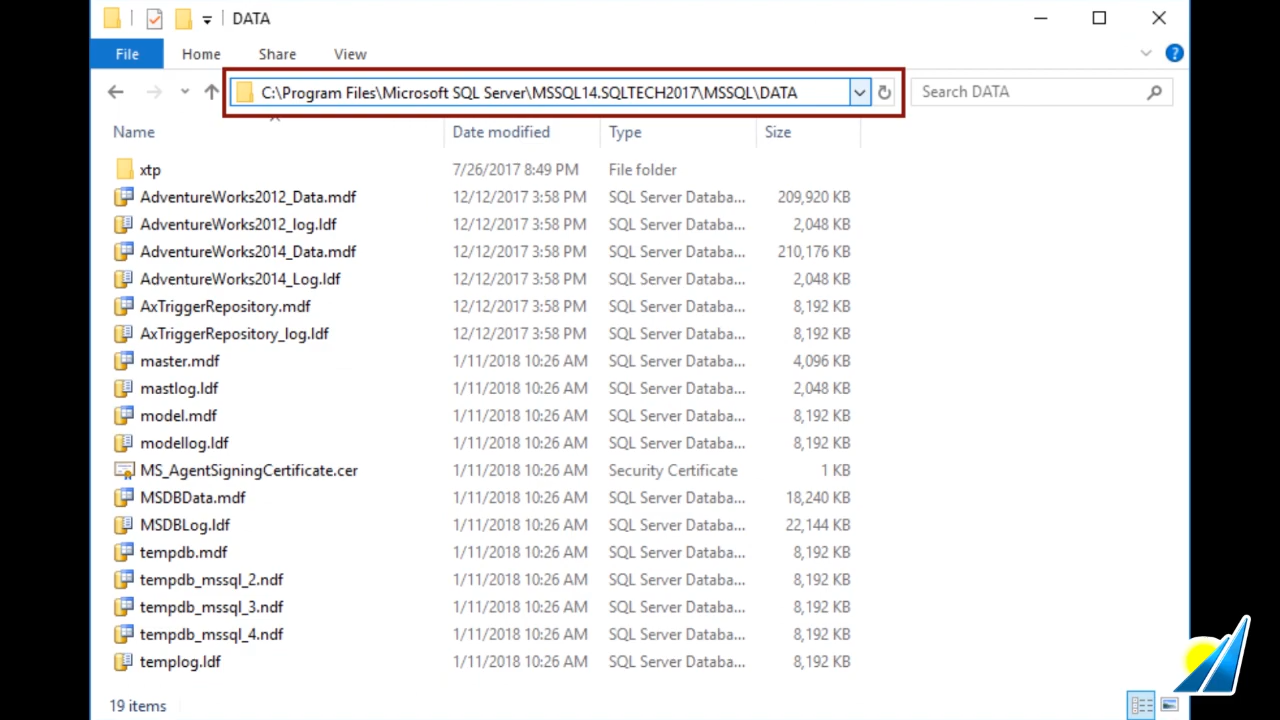 DATA
File Home Share View
C:\Program Files\Microsoft SQL Server\MSSQL14.SQLTECH2017\MSSQL\DATA Search DATA
Name Date modified Type Size
xtp 7/26/2017 8:49 PM File folder
AdventureWorks2012_Data.mdf 12/12/2017 3:58 PM SQL Server Databa... 209,920 KB
AdventureWorks2012_log.ldf 12/12/2017 3:58 PM SQL Server Databa... 2,048 KB
AdventureWorks2014_Data.mdf 12/12/2017 3:58 PM SQL Server Databa... 210,176 KB
AdventureWorks2014_Log.ldf 12/12/2017 3:58 PM SQL Server Databa... 2,048 KB
AxTriggerRepository.mdf 12/12/2017 3:58 PM SQL Server Databa... 8,192 KB
AxTriggerRepository_log.ldf 12/12/2017 3:58 PM SQL Server Databa... 8,192 KB
master.mdf 1/11/2018 10:26 AM SQL Server Databa... 4,096 KB
mastlog.ldf 1/11/2018 10:26 AM SQL Server Databa... 2,048 KB
model.mdf 1/11/2018 10:26 AM SQL Server Databa... 8,192 KB
modellog.ldf 1/11/2018 10:26 AM SQL Server Databa... 8,192 KB
MS_AgentSigningCertificate.cer 1/11/2018 10:26 AM Security Certificate 1 KB
MSDBData.mdf 1/11/2018 10:26 AM SQL Server Databa... 18,240 KB
MSDBLog.ldf 1/11/2018 10:26 AM SQL Server Databa... 22,144 KB
tempdb.mdf 1/11/2018 10:26 AM SQL Server Databa... 8,192 KB
tempdb_mssql_2.ndf 1/11/2018 10:26 AM SQL Server Databa... 8,192 KB
tempdb_mssql_3.ndf 1/11/2018 10:26 AM SQL Server Databa... 8,192 KB
tempdb_mssql_4.ndf 1/11/2018 10:26 AM SQL Server Databa... 8,192 KB
templog.ldf 1/11/2018 10:26 AM SQL Server Databa... 8,192 KB
19 items